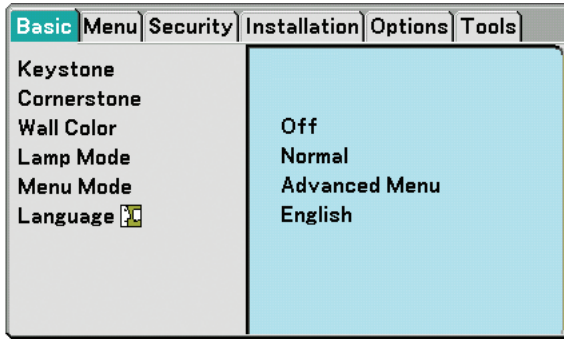 Basic Menu Security Installation Options Tools
Keystone
Cornerstone
Wall Color Off
Lamp Mode Normal
Menu Mode Advanced Menu
Language English